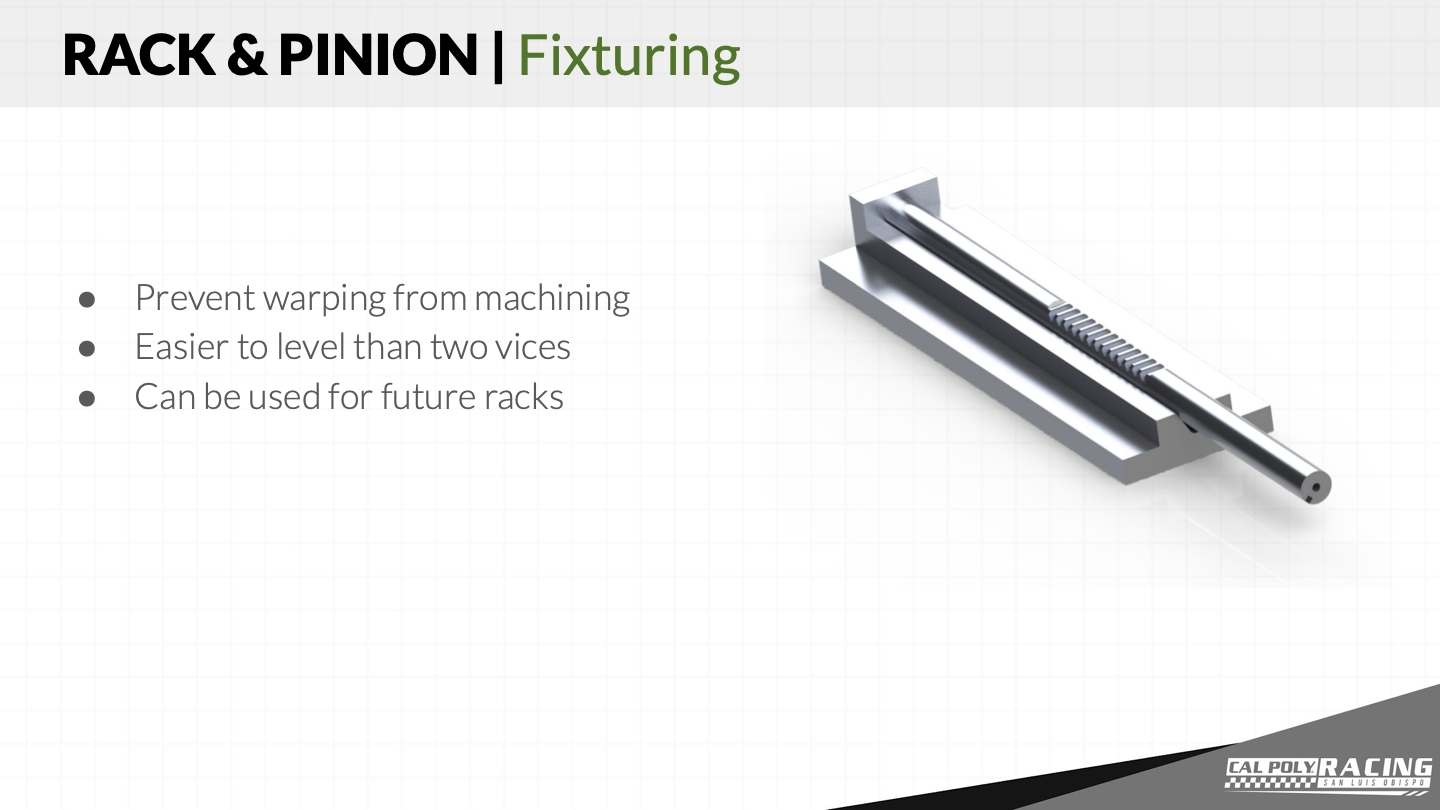 RACK & PINION | Fixturing
● Prevent warping from machining
● Easier to level than two vices
● Can be used for future racks
CAL POLY RACING
SAN LUIS OBISPO